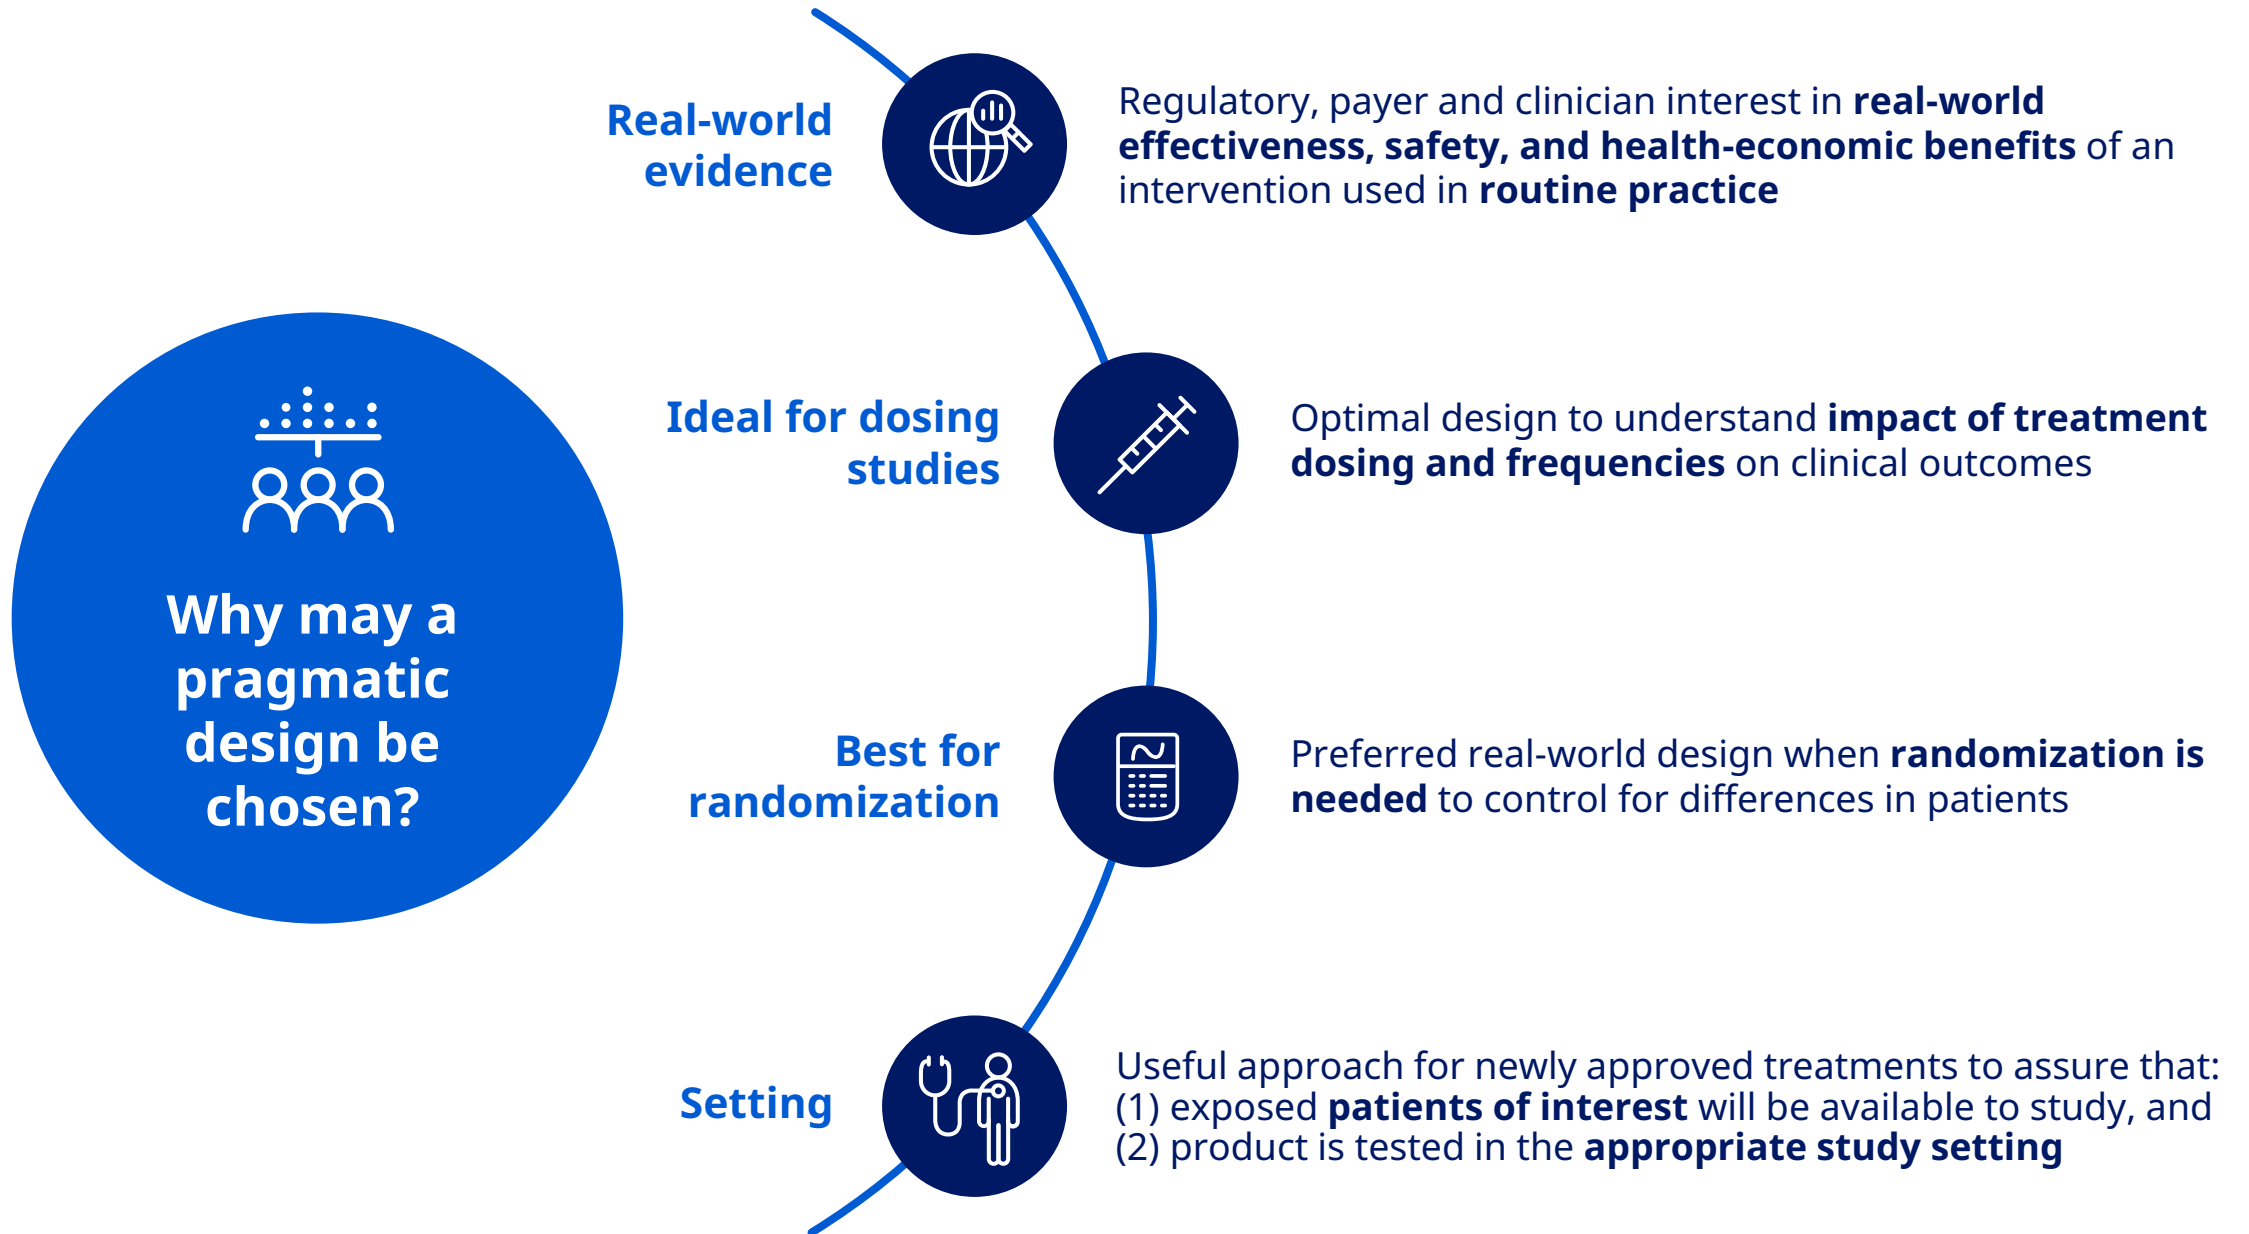 Why may a
pragmatic
design be
chosen?
Real-world
evidence
Regulatory, payer and clinician interest in real-world
effectiveness, safety, and health-economic benefits of an
intervention used in routine practice
Ideal for dosing
studies
Optimal design to understand impact of treatment
dosing and frequencies on clinical outcomes
Best for
randomization
Preferred real-world design when randomization is
needed to control for differences in patients
Setting
Useful approach for newly approved treatments to assure that:
(1) exposed patients of interest will be available to study, and
(2) product is tested in the appropriate study setting